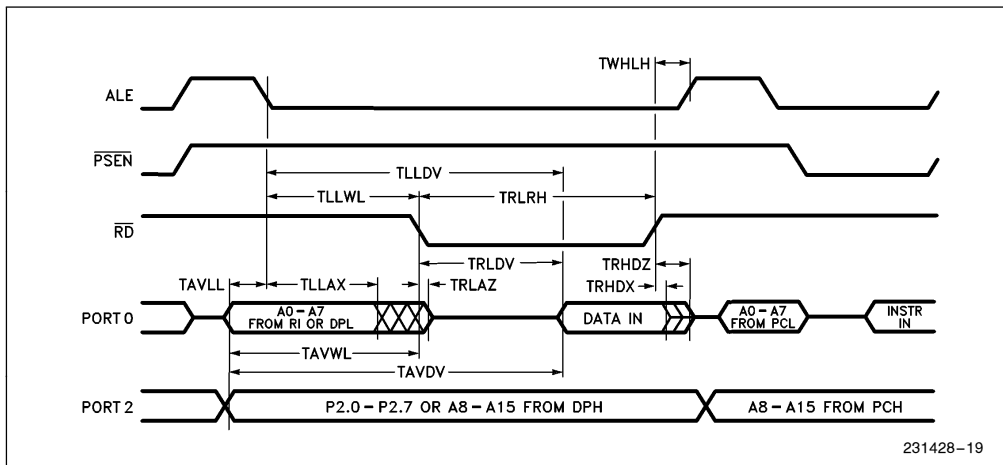 TWHLH
ALE
PSEN
TLLDV
TLLWL
TRLRH
RD
TRLDV
TRHDZ
TAVLL
TLLAX
TRLAZ
TRHDX
PORT 0
A0–A7
FROM RI OR DPL
DATA IN
A0–A7
FROM PCL
INSTR
IN
TAVWL
TAVDV
PORT 2
P2.0–P2.7 OR A8–A15 FROM DPH
A8–A15 FROM PCH
231428–19